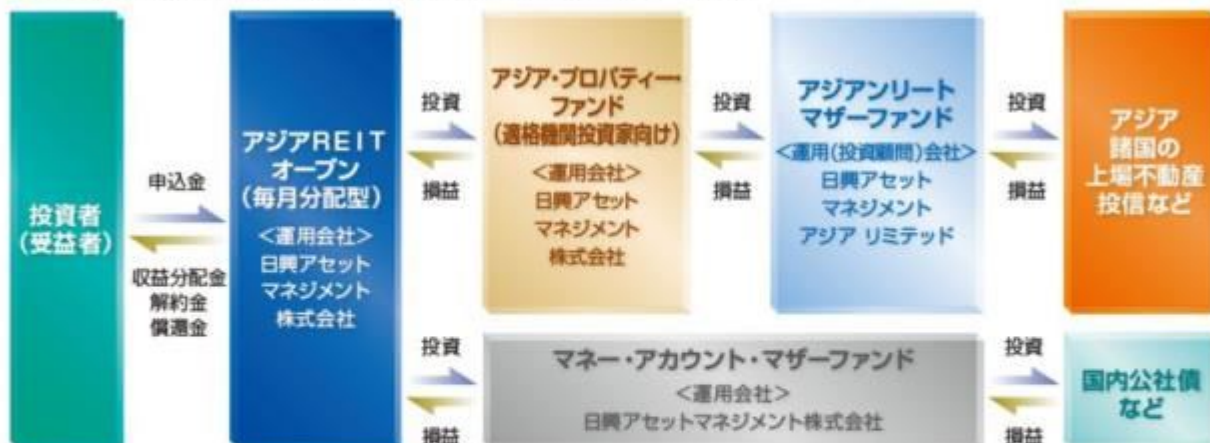 投資者
(受益者)
申込金
収益分配金
解約金
償還金
アジアREIT
オープン
(毎月分配型)
<運用会社>
日興アセット
マネジメント
株式会社
投資
損益
アジア・プロパティー・
ファンド
(適格機関投資家向け)
<運用会社>
日興アセット
マネジメント
株式会社
投資
損益
アジアンリート
マザーファンド
<運用(投資顧問)会社>
日興アセット
マネジメント
アジア リミテッド
投資
損益
アジア
諸国の
上場不動産
投信など
投資
損益
マネー・アカウント・マザーファンド
<運用会社>
日興アセットマネジメント株式会社
投資
損益
国内公社債
など